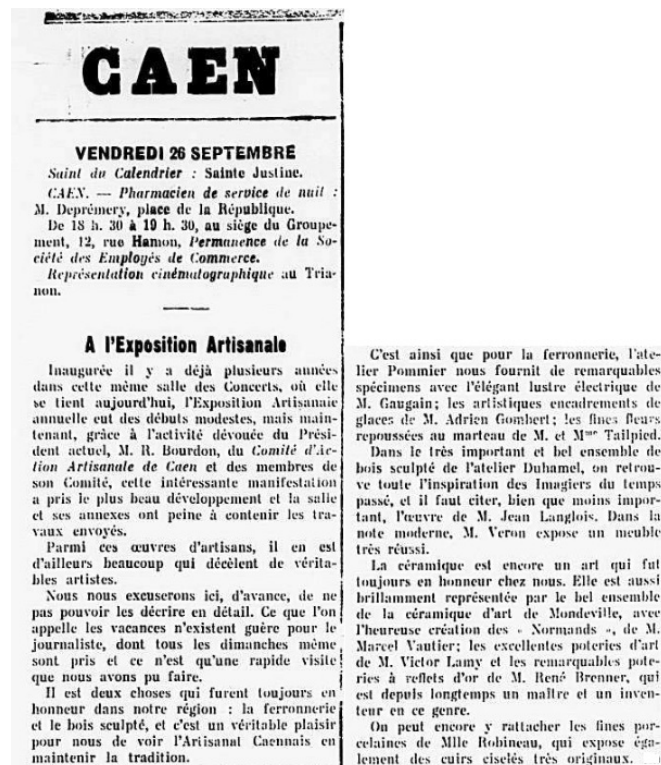 CAEN
VENDREDI 26 SEPTEMBRE
Saint du Calendrier : Sainte Justine.
CAEN. — Pharmacien de service de nuit :
M. Deprémery, place de la République.
De 18 h. 30 à 19 h. 30, au siège du Groupe-
ment, 12, rue Hamon, Permanence de la So-
ciété des Employés de Commerce.
Représentation cinématographique au Tria-
non.
A l'Exposition Artisanale
Inaugurée il y a déjà plusieurs années
dans cette même salle des Concerts, où elle
se tient aujourd'hui, l'Exposition Artisanale
annuelle eut des débuts modestes, mais main-
tenant, grâce à l'activité dévouée du Prési-
dent actuel, M. R. Bourdon, du Comité d'Ac-
tion Artisanale de Caen et des membres de
son Comité, cette intéressante manifestation
a pris le plus beau développement et la salle
et ses annexes ont peine à contenir les tra-
vaux envoyés.
Parmi ces œuvres d'artisans, il en est
d'ailleurs beaucoup qui décèlent de vérita-
bles artistes.
Nous nous excuserons ici, d'avance, de ne
pas pouvoir les décrire en détail. Ce que l'on
appelle les vacances n'existent guère pour le
journaliste, dont tous les dimanches même
sont pris et ce n'est qu'une rapide visite
que nous avons pu faire.
Il est deux choses qui furent toujours en
honneur dans notre région : la ferronnerie
et le bois sculpté, et c'est un véritable plaisir
pour nous de voir l'Artisanat Caennais en
maintenir la tradition.
C'est ainsi que pour la ferronnerie, l'ate-
lier Pommier nous fournit de remarquables
spécimens avec l'élégant lustre électrique de
M. Gaugain; les artistiques encadrements de
glaces de M. Adrien Gombert; les fines fleurs
repoussées au marteau de M. et Mme Tailpied.
Dans le très important et bel ensemble de
bois sculpté de l'atelier Duhamel, on retrou-
ve toute l'inspiration des Imagiers du temps
passé, et il faut citer, bien que moins impor-
tant, l'œuvre de M. Jean Langlois. Dans la
note moderne, M. Veron expose un meuble
très réussi.
La céramique est encore un art qui fut
toujours en honneur chez nous. Elle est aussi
brillamment représentée par le bel ensemble
de la céramique d'art de Mondeville, avec
l'heureuse création des « Normands », de M.
Marcel Vautier; les excellentes poteries d'art
de M. Victor Lamy et les remarquables pote-
ries à reflets d'or de M. René Brenner, qui
est depuis longtemps un maître et un inven-
teur en ce genre.
On peut encore y rattacher les fines por-
celaines de Mlle Robineau, qui expose éga-
lement des cuirs ciselés très originaux.